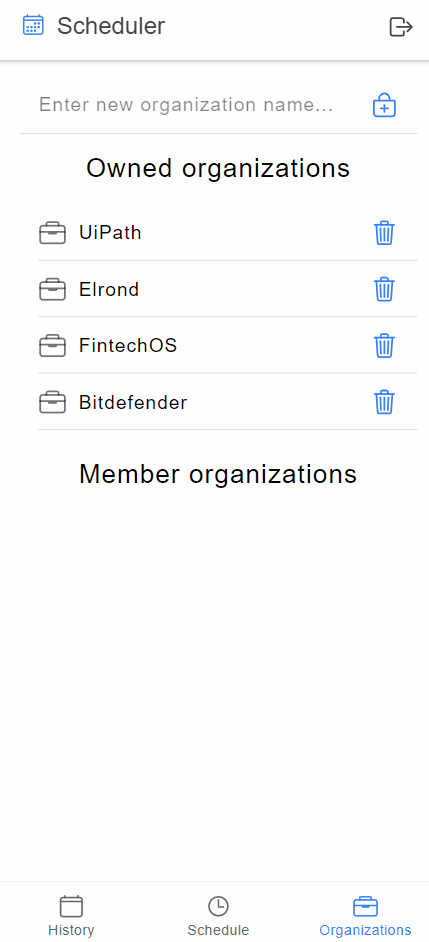 Scheduler
Enter new organization name...
Owned organizations
UiPath
Elrond
FintechOS
Bitdefender
Member organizations
History
Schedule
Organizations